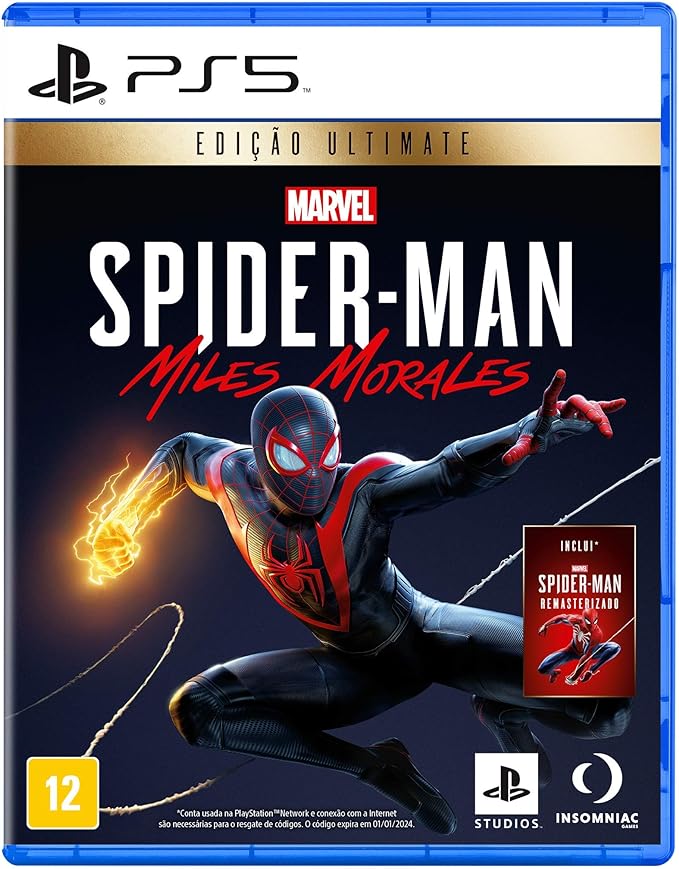 PS5
EDIÇÃO ULTIMATE
MARVEL
SPIDER-MAN
MILES MORALES
INCLUI*
MARVEL
SPIDER-MAN
REMASTERIZADO
12
*Conta usada na PlayStation™Network e conexão com a Internet
são necessárias para o resgate de códigos. O código expira em 01/01/2024.
STUDIOS™
INSOMNIAC
GAMES